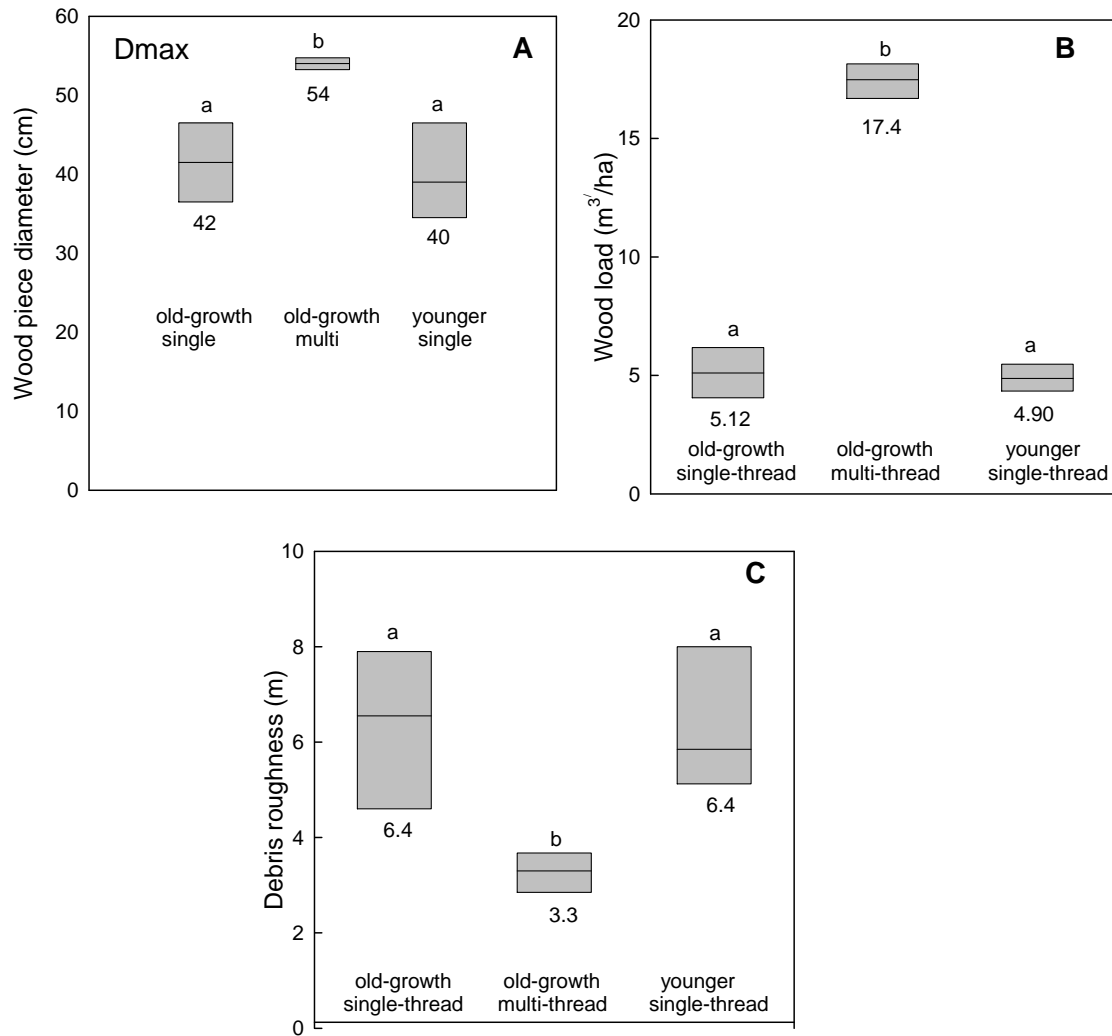 60
50
40
30
20
10
0
Wood piece diameter (cm)
Dmax
A
a
b
a
42
54
40
old-growth
single
old-growth
multi
younger
single
20
15
10
5
0
Wood load (m3/ha)
B
a
b
a
5.12
17.4
4.90
old-growth
single-thread
old-growth
multi-thread
younger
single-thread
10
8
6
4
2
0
Debris roughness (m)
C
a
b
a
6.4
3.3
6.4
old-growth
single-thread
old-growth
multi-thread
younger
single-thread